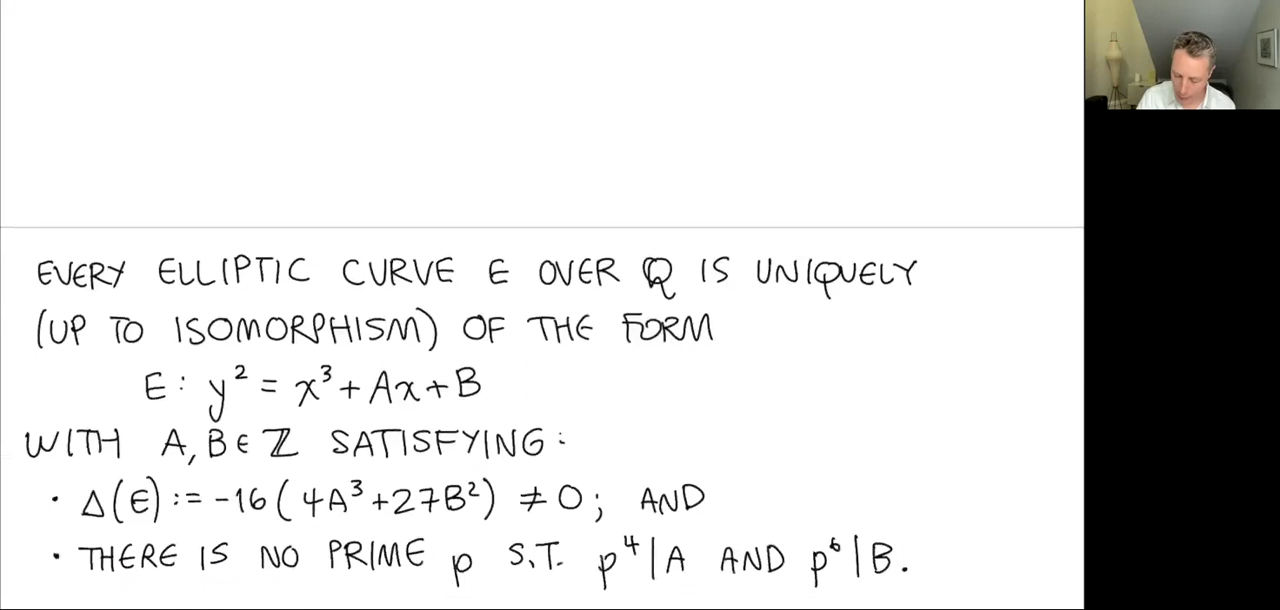 EVERY ELLIPTIC CURVE E OVER ℚ IS UNIQUELY
(UP TO ISOMORPHISM) OF THE FORM
E: y² = x³ + Ax + B
WITH A, B ∈ ℤ SATISFYING:
· Δ(E) := -16(4A³ + 27B²) ≠ 0; AND
· THERE IS NO PRIME p S.T. p⁴|A AND p⁶|B.